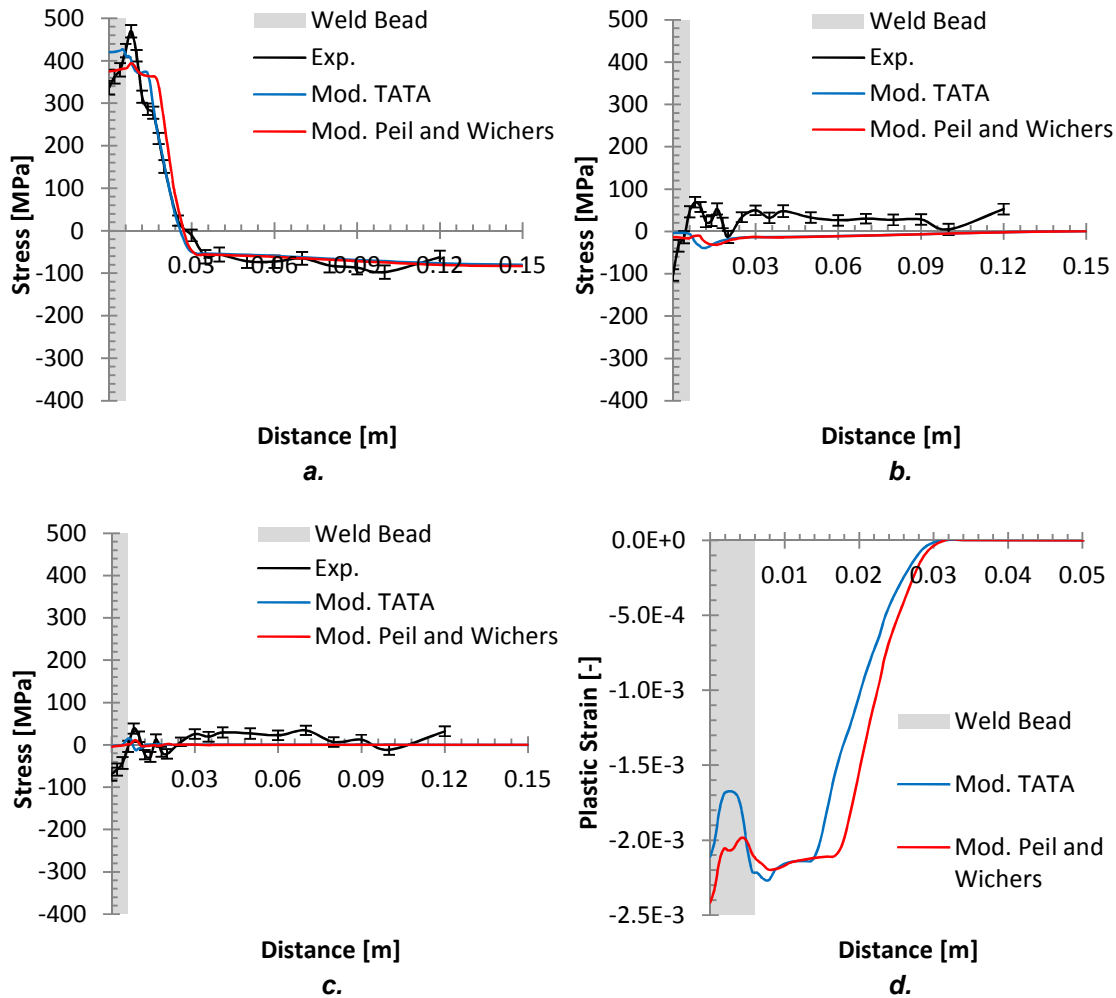 500
400
300
200
100
0
-100
-200
-300
-400
Stress [MPa]
0.03
0.06
0.09
0.12
0.15
Distance [m]
Weld Bead
Exp.
Mod. TATA
Mod. Peil and Wichers
a.
500
400
300
200
100
0
-100
-200
-300
-400
Stress [MPa]
0.03
0.06
0.09
0.12
0.15
Distance [m]
Weld Bead
Exp.
Mod. TATA
Mod. Peil and Wichers
b.
500
400
300
200
100
0
-100
-200
-300
-400
Stress [MPa]
0.03
0.06
0.09
0.12
0.15
Distance [m]
Weld Bead
Exp.
Mod. TATA
Mod. Peil and Wichers
c.
0.0E+0
-5.0E-4
-1.0E-3
-1.5E-3
-2.0E-3
-2.5E-3
Plastic Strain [-]
0.01
0.02
0.03
0.04
0.05
Distance [m]
Weld Bead
Mod. TATA
Mod. Peil and
Wichers
d.